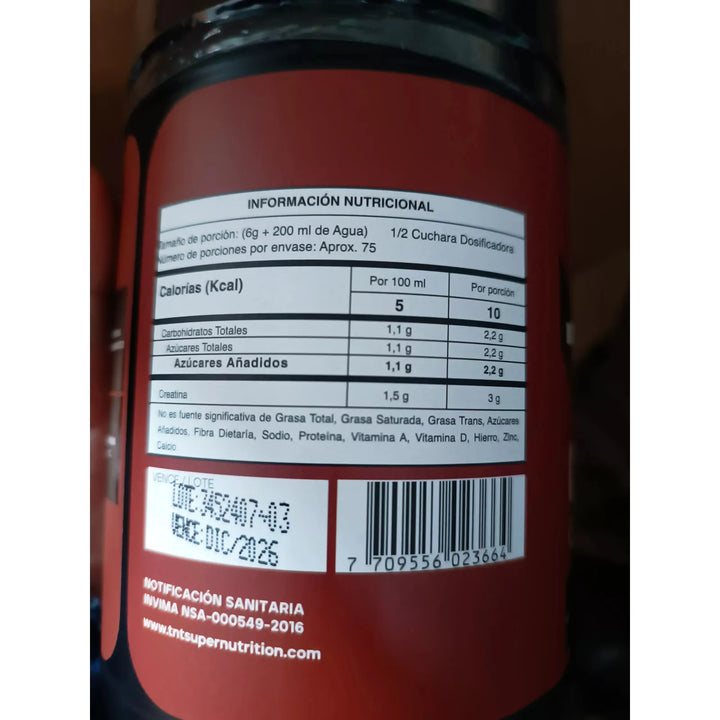 INFORMACIÓN NUTRICIONAL
Tamaño de porción: (6g + 200 ml de Agua) 1/2 Cuchara Dosificadora
Número de porciones por envase: Aprox. 75
Calorías (Kcal) Por 100 ml Por porción
5 10
Carbohidratos Totales 1,1 g 2,2 g
Azúcares Totales 1,1 g 2,2 g
Azúcares Añadidos 1,1 g 2,2 g
Creatina 1,5 g 3 g
No es fuente significativa de Grasa Total, Grasa Saturada, Grasa Trans, Azúcares
Añadidos, Fibra Dietaría, Sodio, Proteína, Vitamina A, Vitamina D, Hierro, Zinc,
Calcio
VENCE / LOTE
LOTE:3452407-03
VENCE:DIC/2026
7 709556 023664
NOTIFICACIÓN SANITARIA
INVIMA NSA-000549-2016
www.tntsupernutrition.com